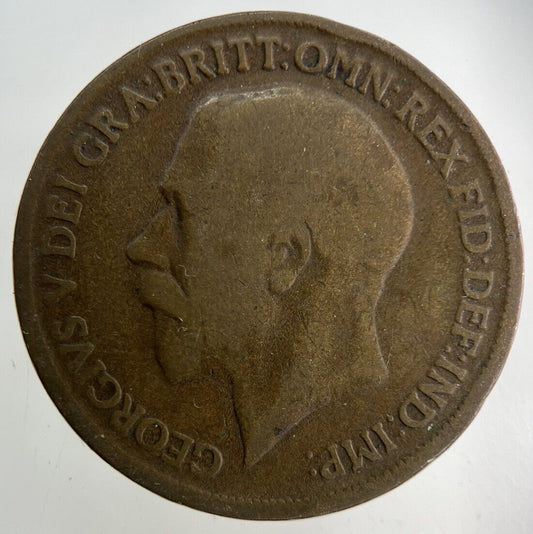 GEORGIVS V DEI GRA: BRITT: OMN: REX FID: DEF: IND: IMP: